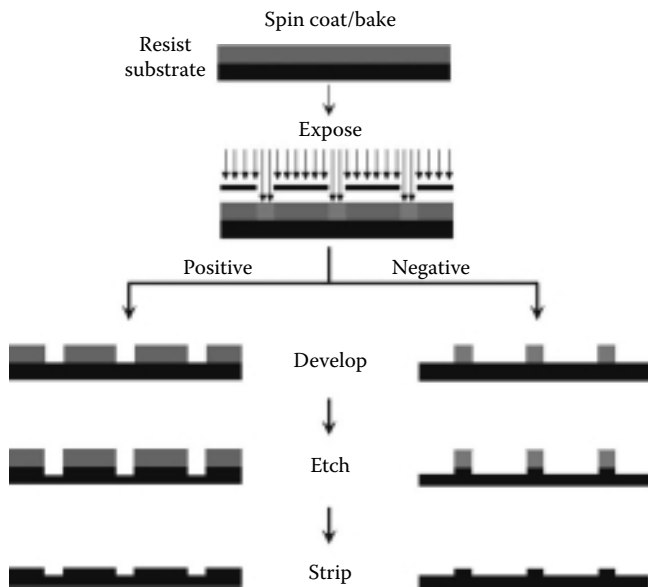 Spin coat/bake
Resist
substrate
Expose
Positive
Negative
Develop
Etch
Strip